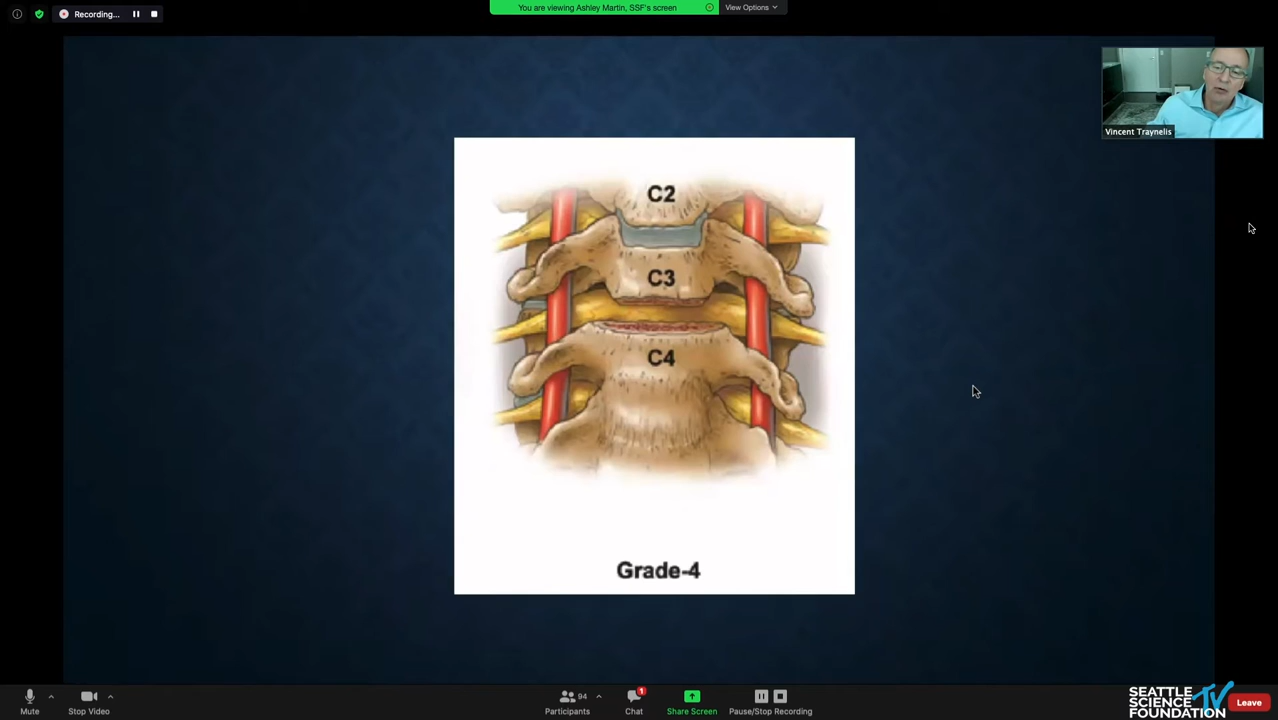 Recording...
You are viewing Ashley Martin, SSF's screen
View Options
Vincent Traynelis
C2
C3
C4
Grade-4
Mute
Stop Video
94
Participants
1
Chat
Share Screen
Pause/Stop Recording
SEATTLE
SCIENCE
FOUNDATION
TV
Leave